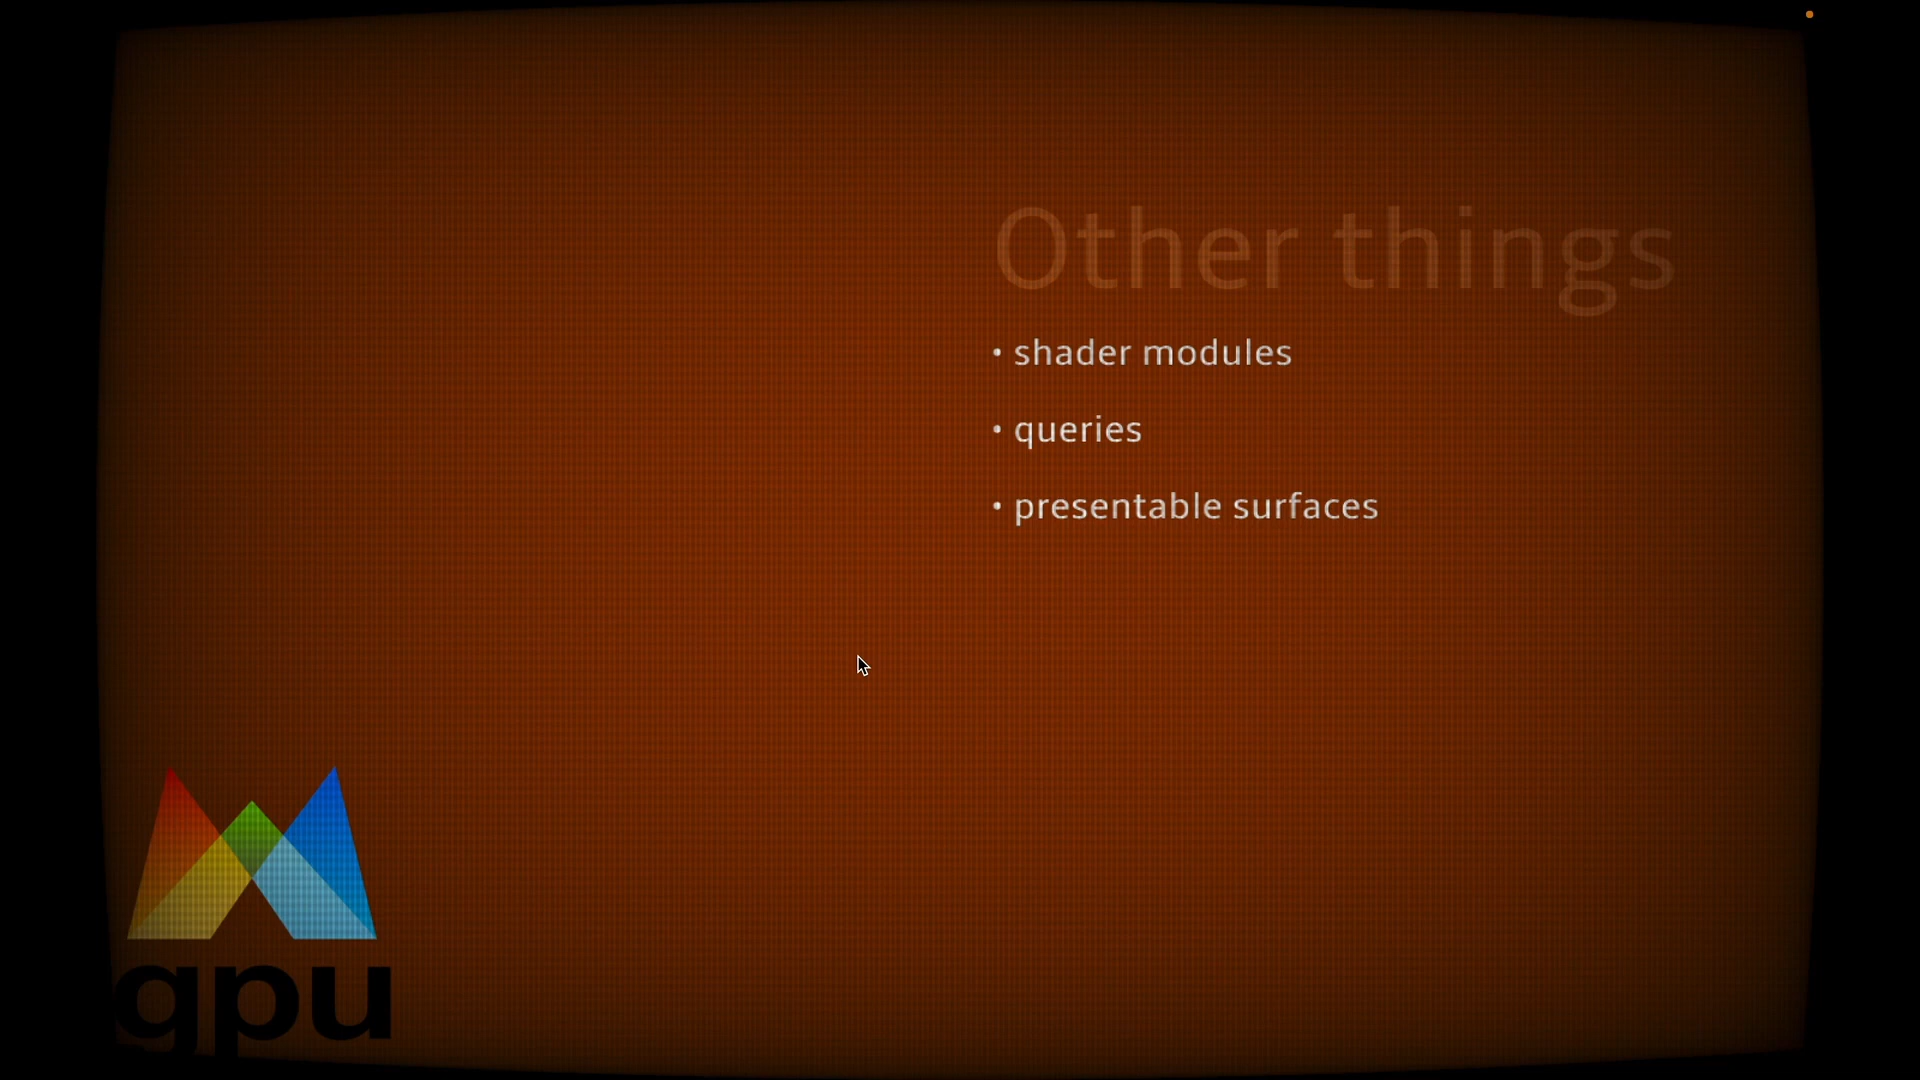 Other things
• shader modules
• queries
• presentable surfaces
gpu